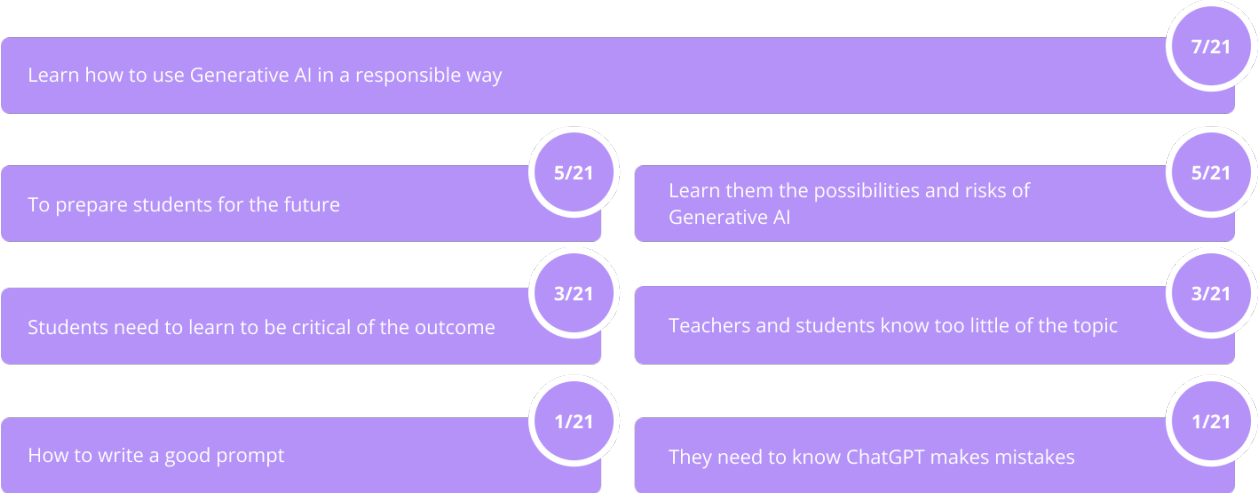 7/21
Learn how to use Generative AI in a responsible way
5/21
To prepare students for the future
5/21
Learn them the possibilities and risks of
Generative AI
3/21
Students need to learn to be critical of the outcome
3/21
Teachers and students know too little of the topic
1/21
How to write a good prompt
1/21
They need to know ChatGPT makes mistakes